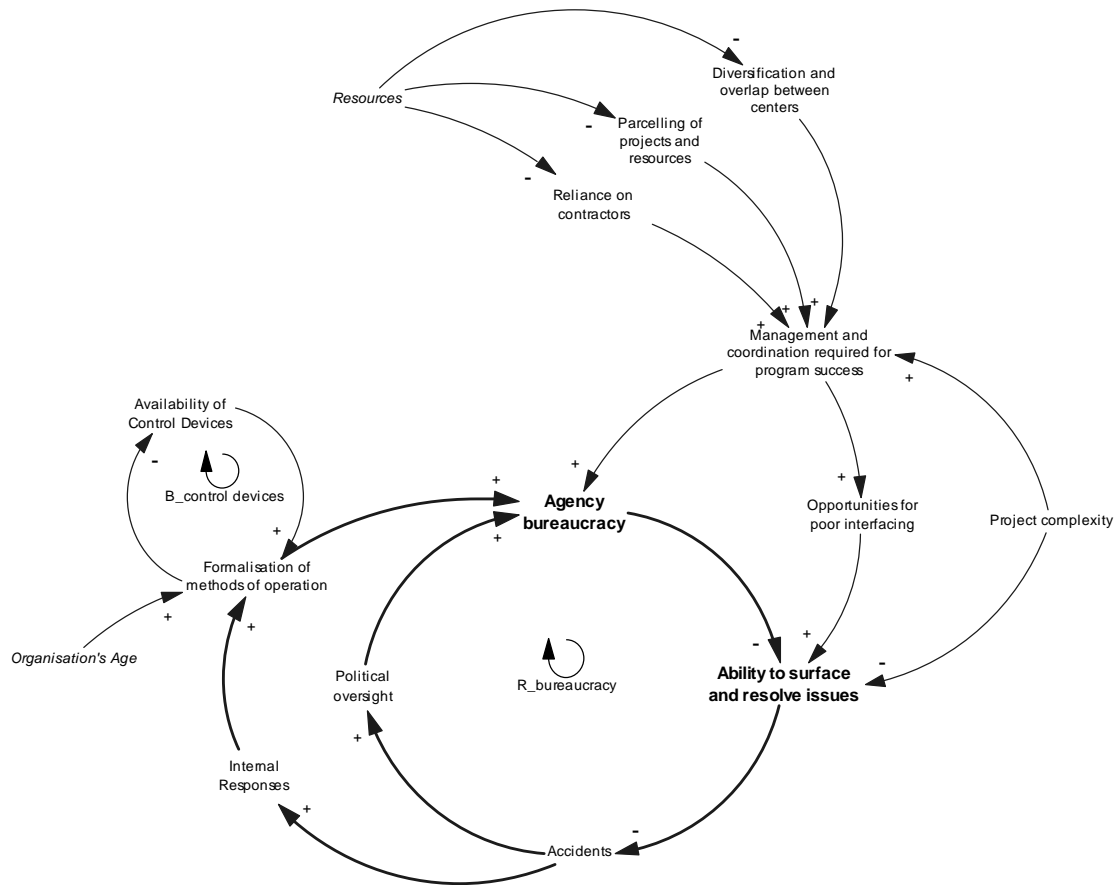 -
Diversification and
overlap between
centers
Resources
-
Parcelling of
projects and
resources
-
Reliance on
contractors
+
+
+
Management and
coordination required for
program success
+
Availability of
Control Devices
-
B_control devices
+
+
+
Agency
bureaucracy
+
+
Opportunities for
poor interfacing
Project complexity
+
Formalisation of
methods of operation
+
+
Organisation's Age
-
+
-
Ability to surface
and resolve issues
Political
oversight
R_bureaucracy
+
Internal
Responses
+
-
Accidents